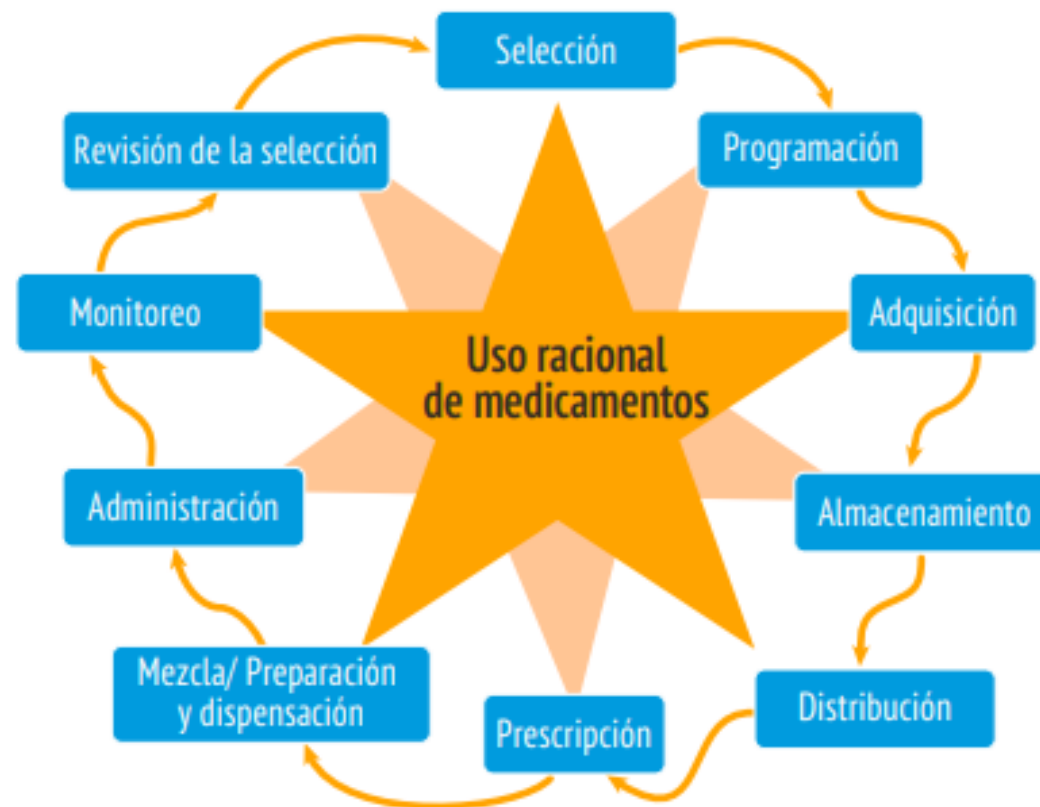 Selección
Programación
Adquisición
Almacenamiento
Distribución
Prescripción
Mezcla/ Preparación
y dispensación
Administración
Monitoreo
Revisión de la selección
Uso racional
de medicamentos